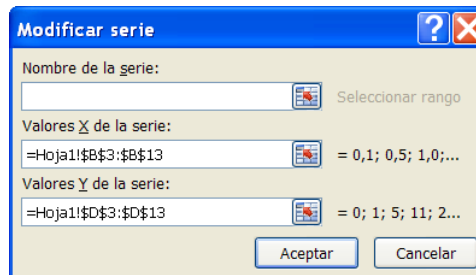 Modificar serie
Nombre de la serie:
Seleccionar rango
Valores X de la serie:
=Hoja1!$B$3:$B$13 = 0,1; 0,5; 1,0;...
Valores Y de la serie:
=Hoja1!$D$3:$D$13 = 0; 1; 5; 11; 2...
Aceptar Cancelar